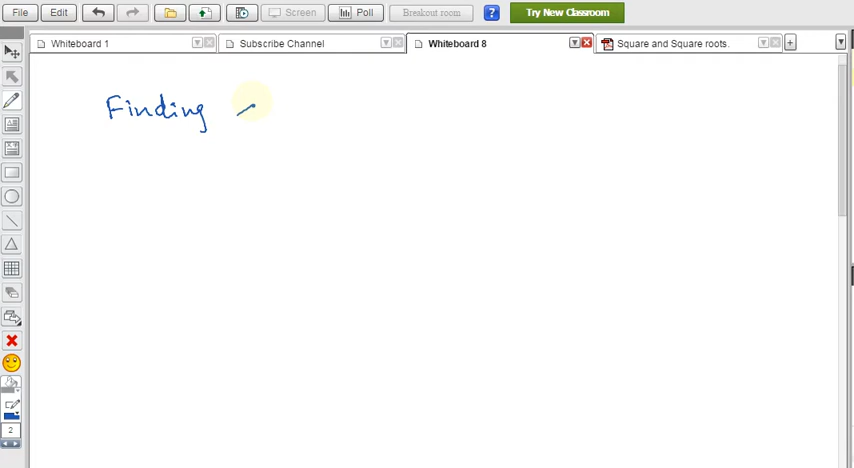 File Edit Screen Poll Breakout room ? Try New Classroom
Whiteboard 1 Subscribe Channel Whiteboard 8 Square and Square roots.
Finding
2